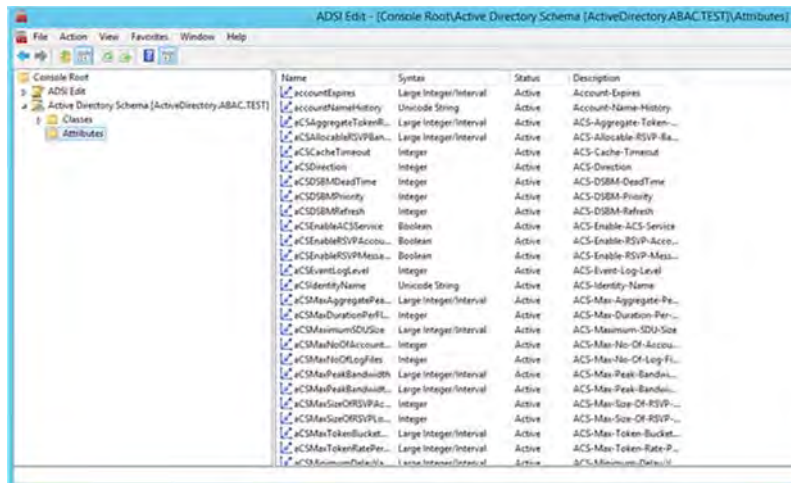 ADSI Edit - [Console Root\Active Directory Schema [ActiveDirectory.ABAC.TEST]\Attributes]
File Action View Favorites Window Help
Console Root
ADSI Edit
Active Directory Schema [ActiveDirectory.ABAC.TEST]
Classes
Attributes
Name Syntax Status Description
accountExpires Large Integer/Interval Active Account-Expires
accountNameHistory Unicode String Active Account-Name-History
aCSAggregateTokenR... Large Integer/Interval Active ACS-Aggregate-Token-...
aCSAllocableRSVPBan... Large Integer/Interval Active ACS-Allocable-RSVP-Ba...
aCSCacheTimeout Integer Active ACS-Cache-Timeout
aCSDirection Integer Active ACS-Direction
aCSDSBMDeadTime Integer Active ACS-DSBM-DeadTime
aCSDSBMPriority Integer Active ACS-DSBM-Priority
aCSDSBMRefresh Integer Active ACS-DSBM-Refresh
aCSEnableACSService Boolean Active ACS-Enable-ACS-Service
aCSEnableRSVPAccou... Boolean Active ACS-Enable-RSVP-Acco...
aCSEnableRSVPMessa... Boolean Active ACS-Enable-RSVP-Mess...
aCSEventLogLevel Integer Active ACS-Event-Log-Level
aCSIdentityName Unicode String Active ACS-Identity-Name
aCSMaxAggregatePea... Large Integer/Interval Active ACS-Max-Aggregate-Pe...
aCSMaxDurationPerFl... Integer Active ACS-Max-Duration-Per-...
aCSMaximumSDUSize Large Integer/Interval Active ACS-Maximum-SDU-Size
aCSMaxNoOfAccount... Integer Active ACS-Max-No-Of-Accou...
aCSMaxNoOfLogFiles Integer Active ACS-Max-No-Of-Log-Fi...
aCSMaxPeakBandwidth Large Integer/Interval Active ACS-Max-Peak-Bandwi...
aCSMaxPeakBandwidt... Large Integer/Interval Active ACS-Max-Peak-Bandwi...
aCSMaxSizeOfRSVPAc... Integer Active ACS-Max-Size-Of-RSVP-...
aCSMaxSizeOfRSVPLo... Integer Active ACS-Max-Size-Of-RSVP-...
aCSMaxTokenBucket... Large Integer/Interval Active ACS-Max-Token-Bucket...
aCSMaxTokenRatePer... Large Integer/Interval Active ACS-Max-Token-Rate-P...
aCSMinimumDelayVa... Large Integer/Interval Active ACS-Minimum-Delay-V...